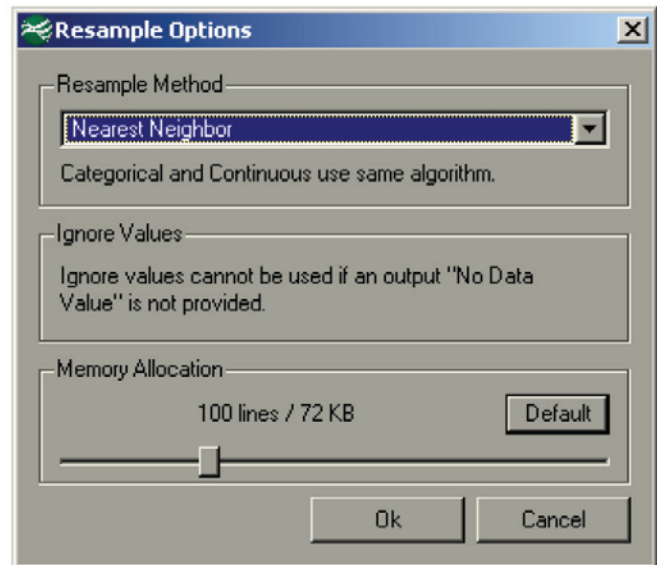 Resample Options
Resample Method
Nearest Neighbor
Categorical and Continuous use same algorithm.
Ignore Values
Ignore values cannot be used if an output "No Data
Value" is not provided.
Memory Allocation
100 lines / 72 KB
Default
Ok
Cancel